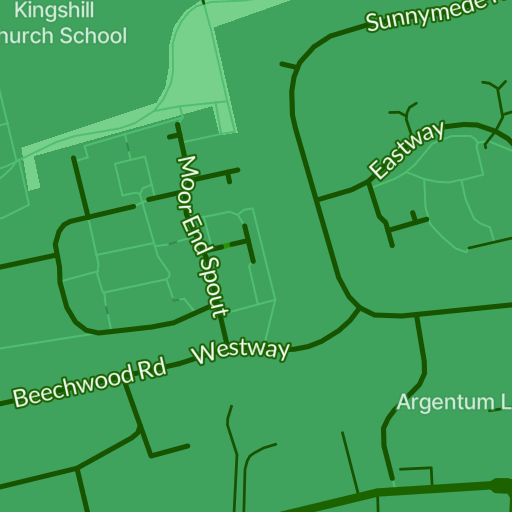 Kingshill
hurch School
Sunnymede
Eastway
Moor End Spout
Westway
Beechwood Rd
Argentum L